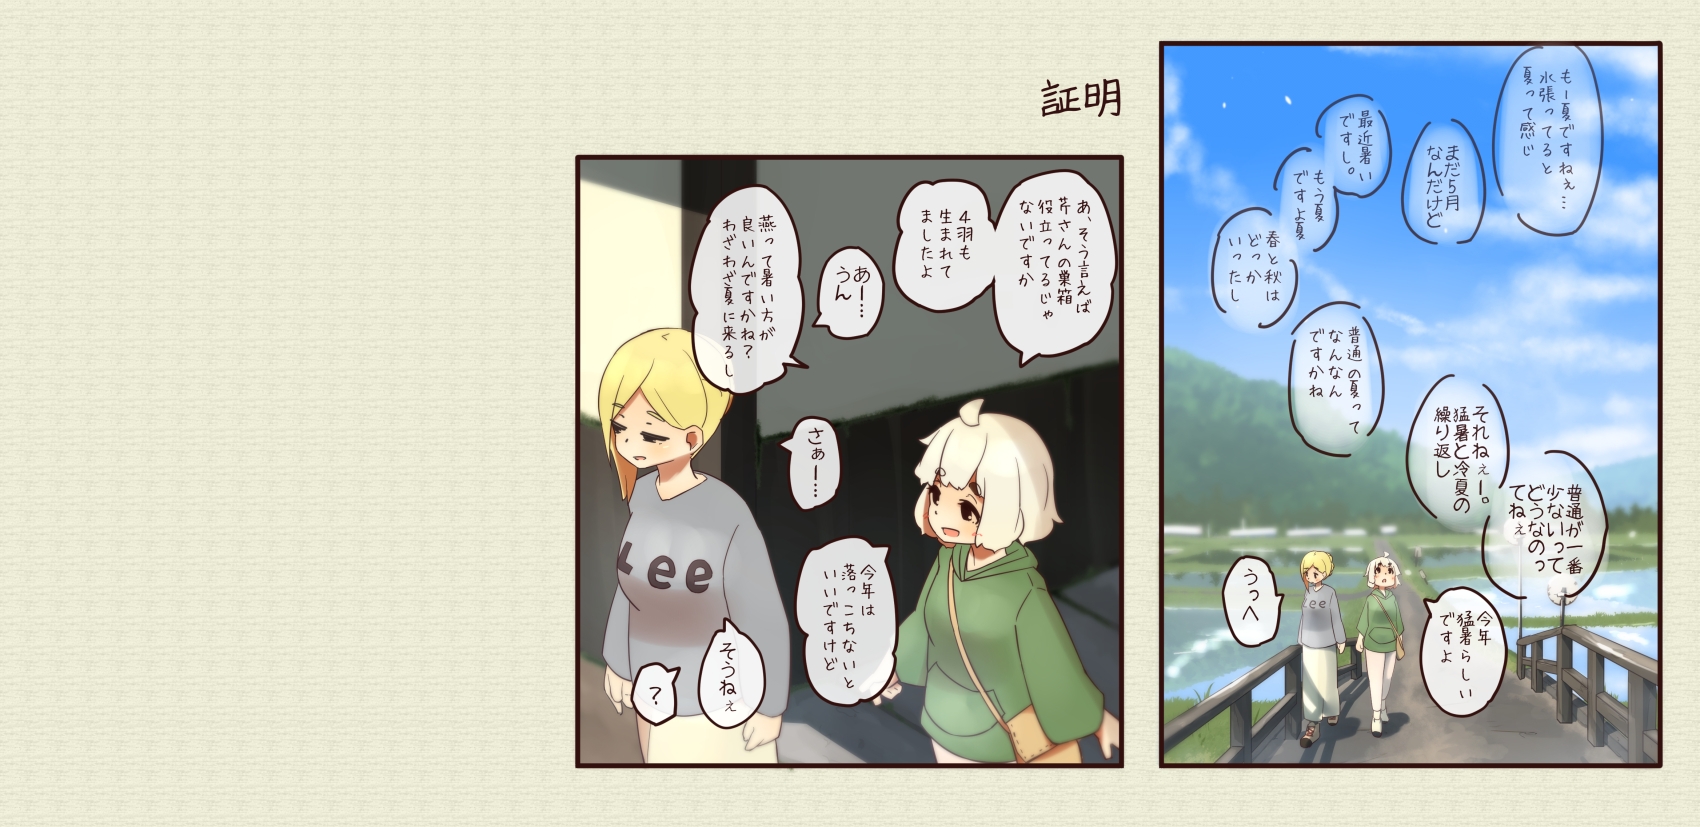 もー夏ですねぇ…
水張ってると
夏って感じ
まだ5月
なんだけど
最近暑い
ですし。
もう夏
ですよ夏
春と秋は
どっか
いったし
普通の夏って
なんなん
ですかね
それねぇー。
猛暑と冷夏の
繰り返し
普通が一番
少ないって
どうなのっ
てねぇ
今年
猛暑らしい
ですよ
うっへ
証明
あ、そう言えば
芹さんの巣箱
役立ってるじゃ
ないですか
4羽も
生まれて
ましたよ
あー…
うん
燕って暑い方が
良いんですかね?
わざわざ夏に来るし
さぁー…
今年は
落っこちないと
いいですけど
そうねぇ
?
Lee
Lee